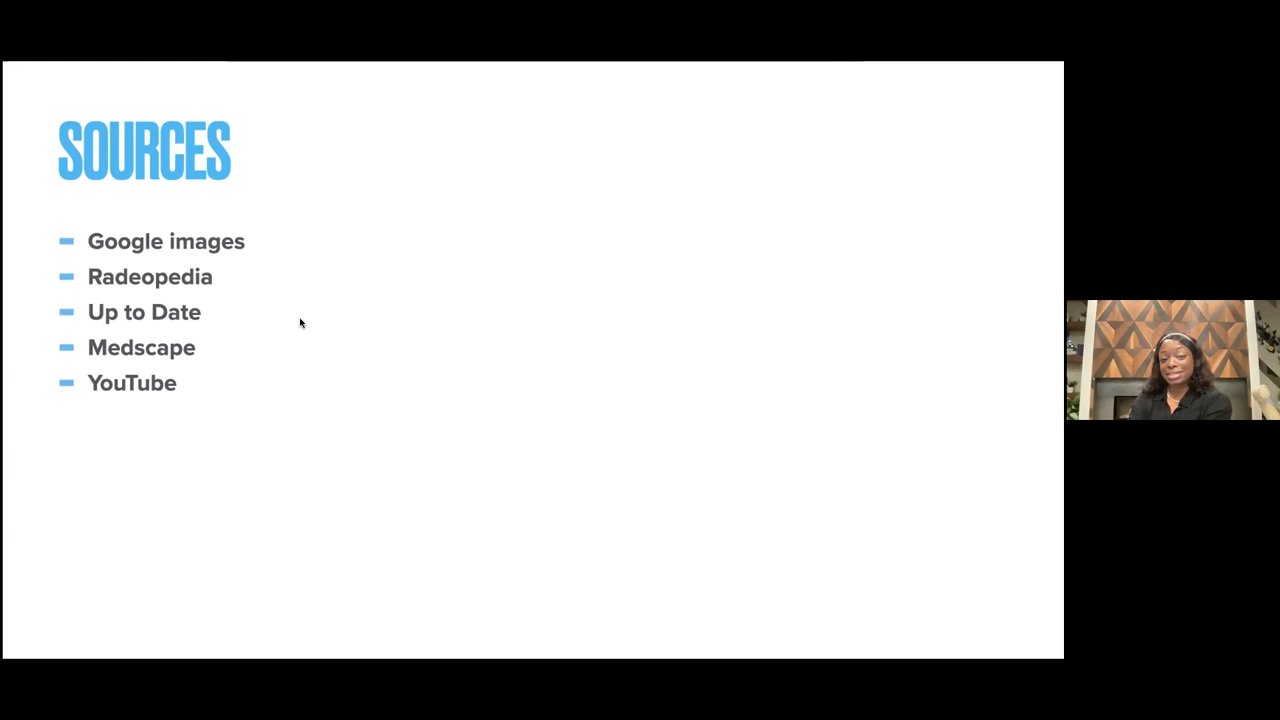 SOURCES
Google images
Radeopedia
Up to Date
Medscape
YouTube